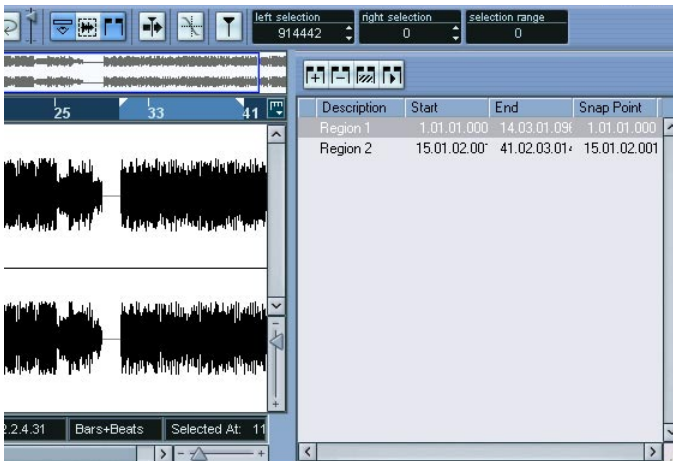 left selection right selection selection range
914442 0 0
25 33 41
Description Start End Snap Point
Region 1 1.01.01.000 14.03.01.09 1.01.01.000
Region 2 15.01.02.00 41.02.03.01 15.01.02.001
2.2.4.31 Bars+Beats Selected At: 11